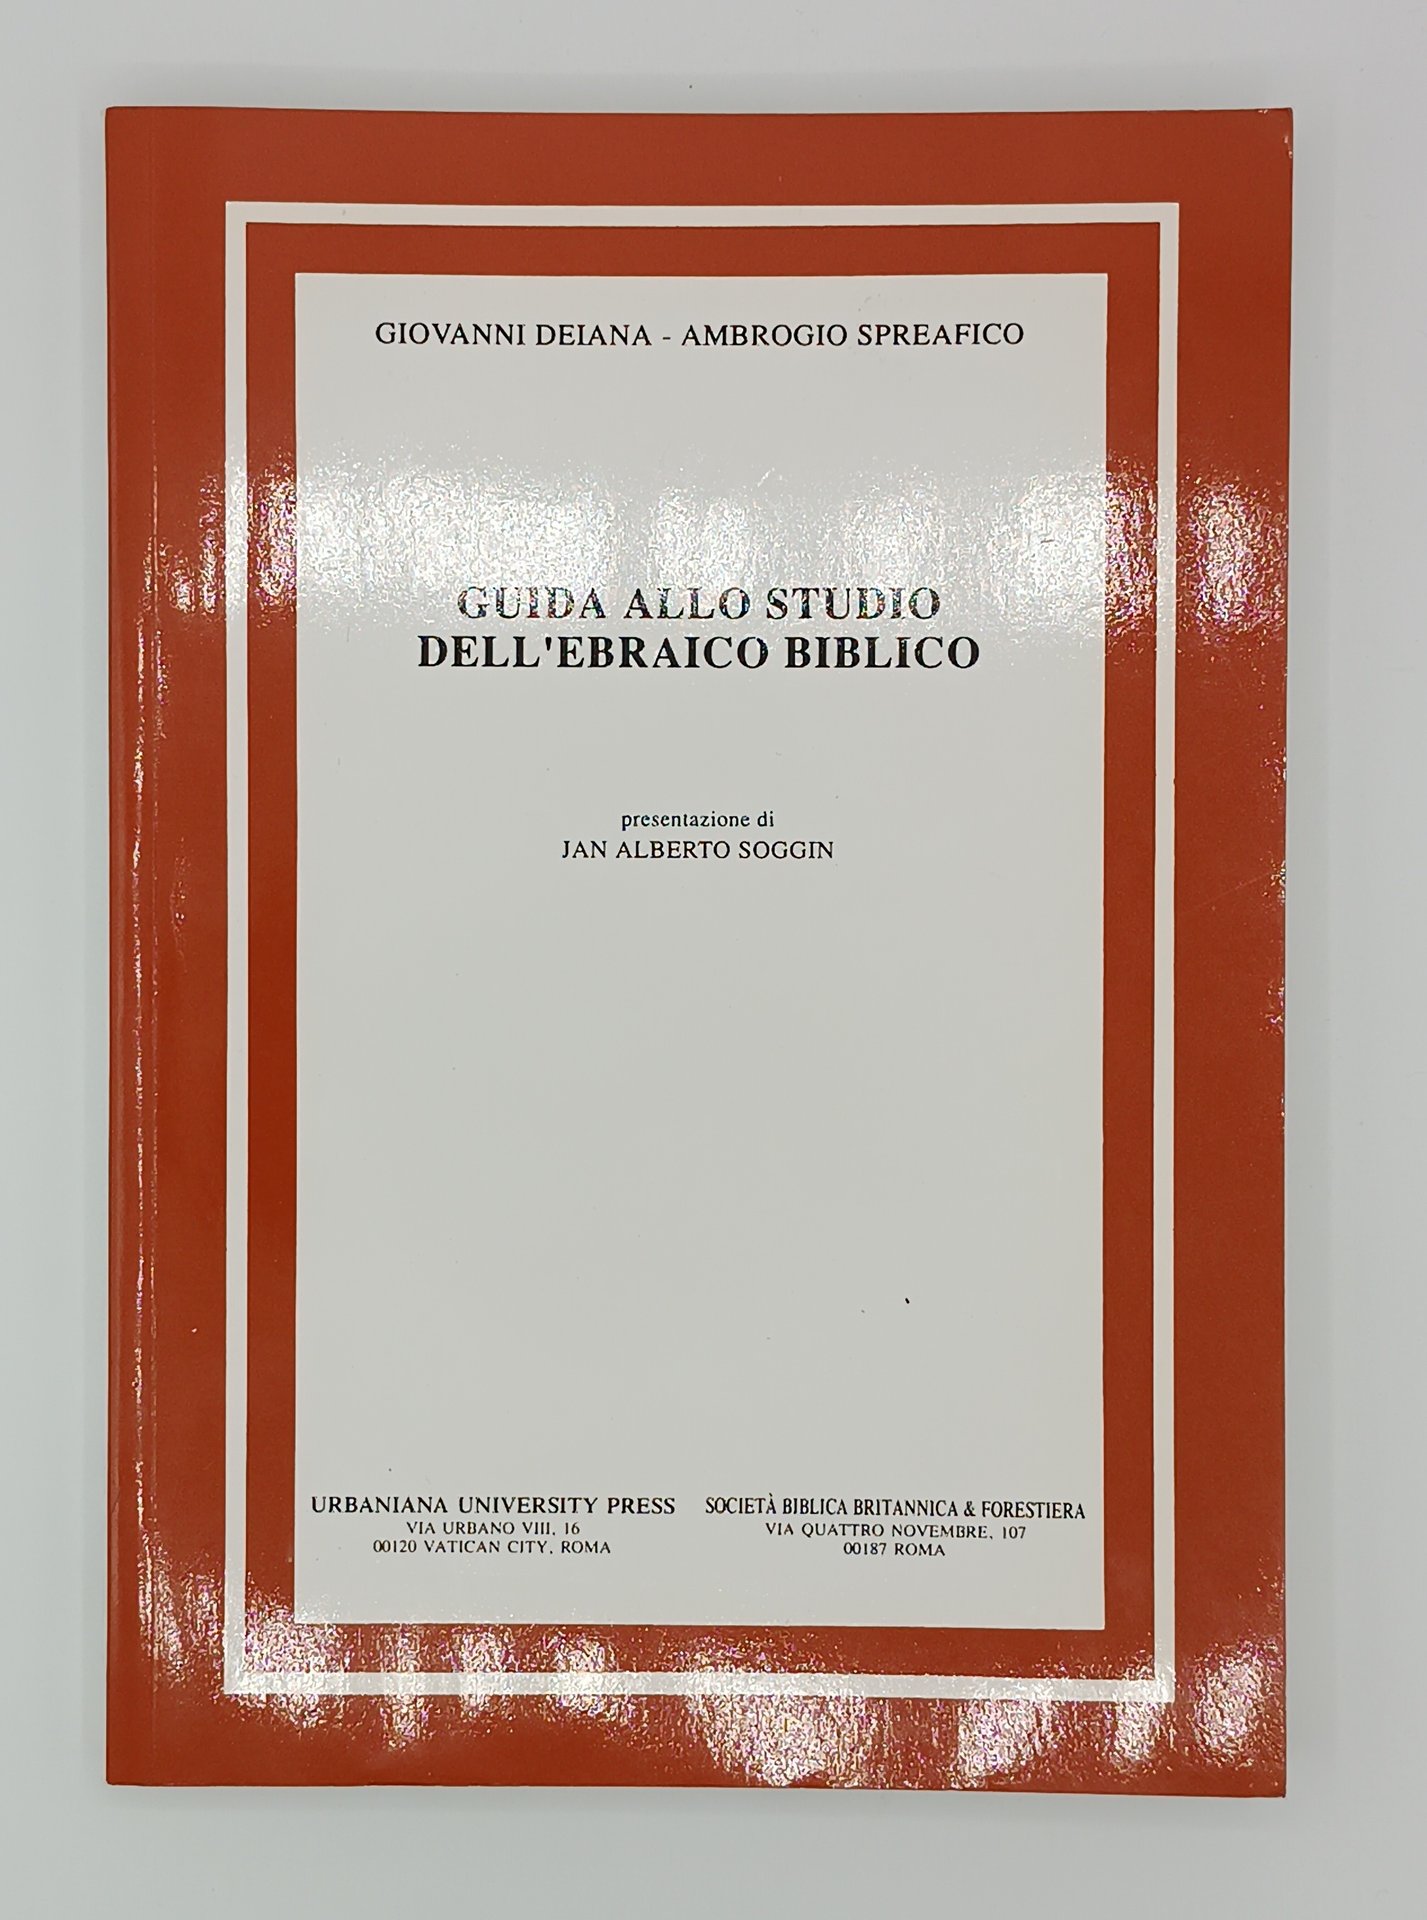 GIOVANNI DEIANA - AMBROGIO SPREAFICO
GUIDA ALLO STUDIO
DELL'EBRAICO BIBLICO
presentazione di
JAN ALBERTO SOGGIN
URBANIANA UNIVERSITY PRESS
VIA URBANO VIII, 16
00120 VATICAN CITY, ROMA
SOCIETÀ BIBLICA BRITANNICA & FORESTIERA
VIA QUATTRO NOVEMBRE, 107
00187 ROMA